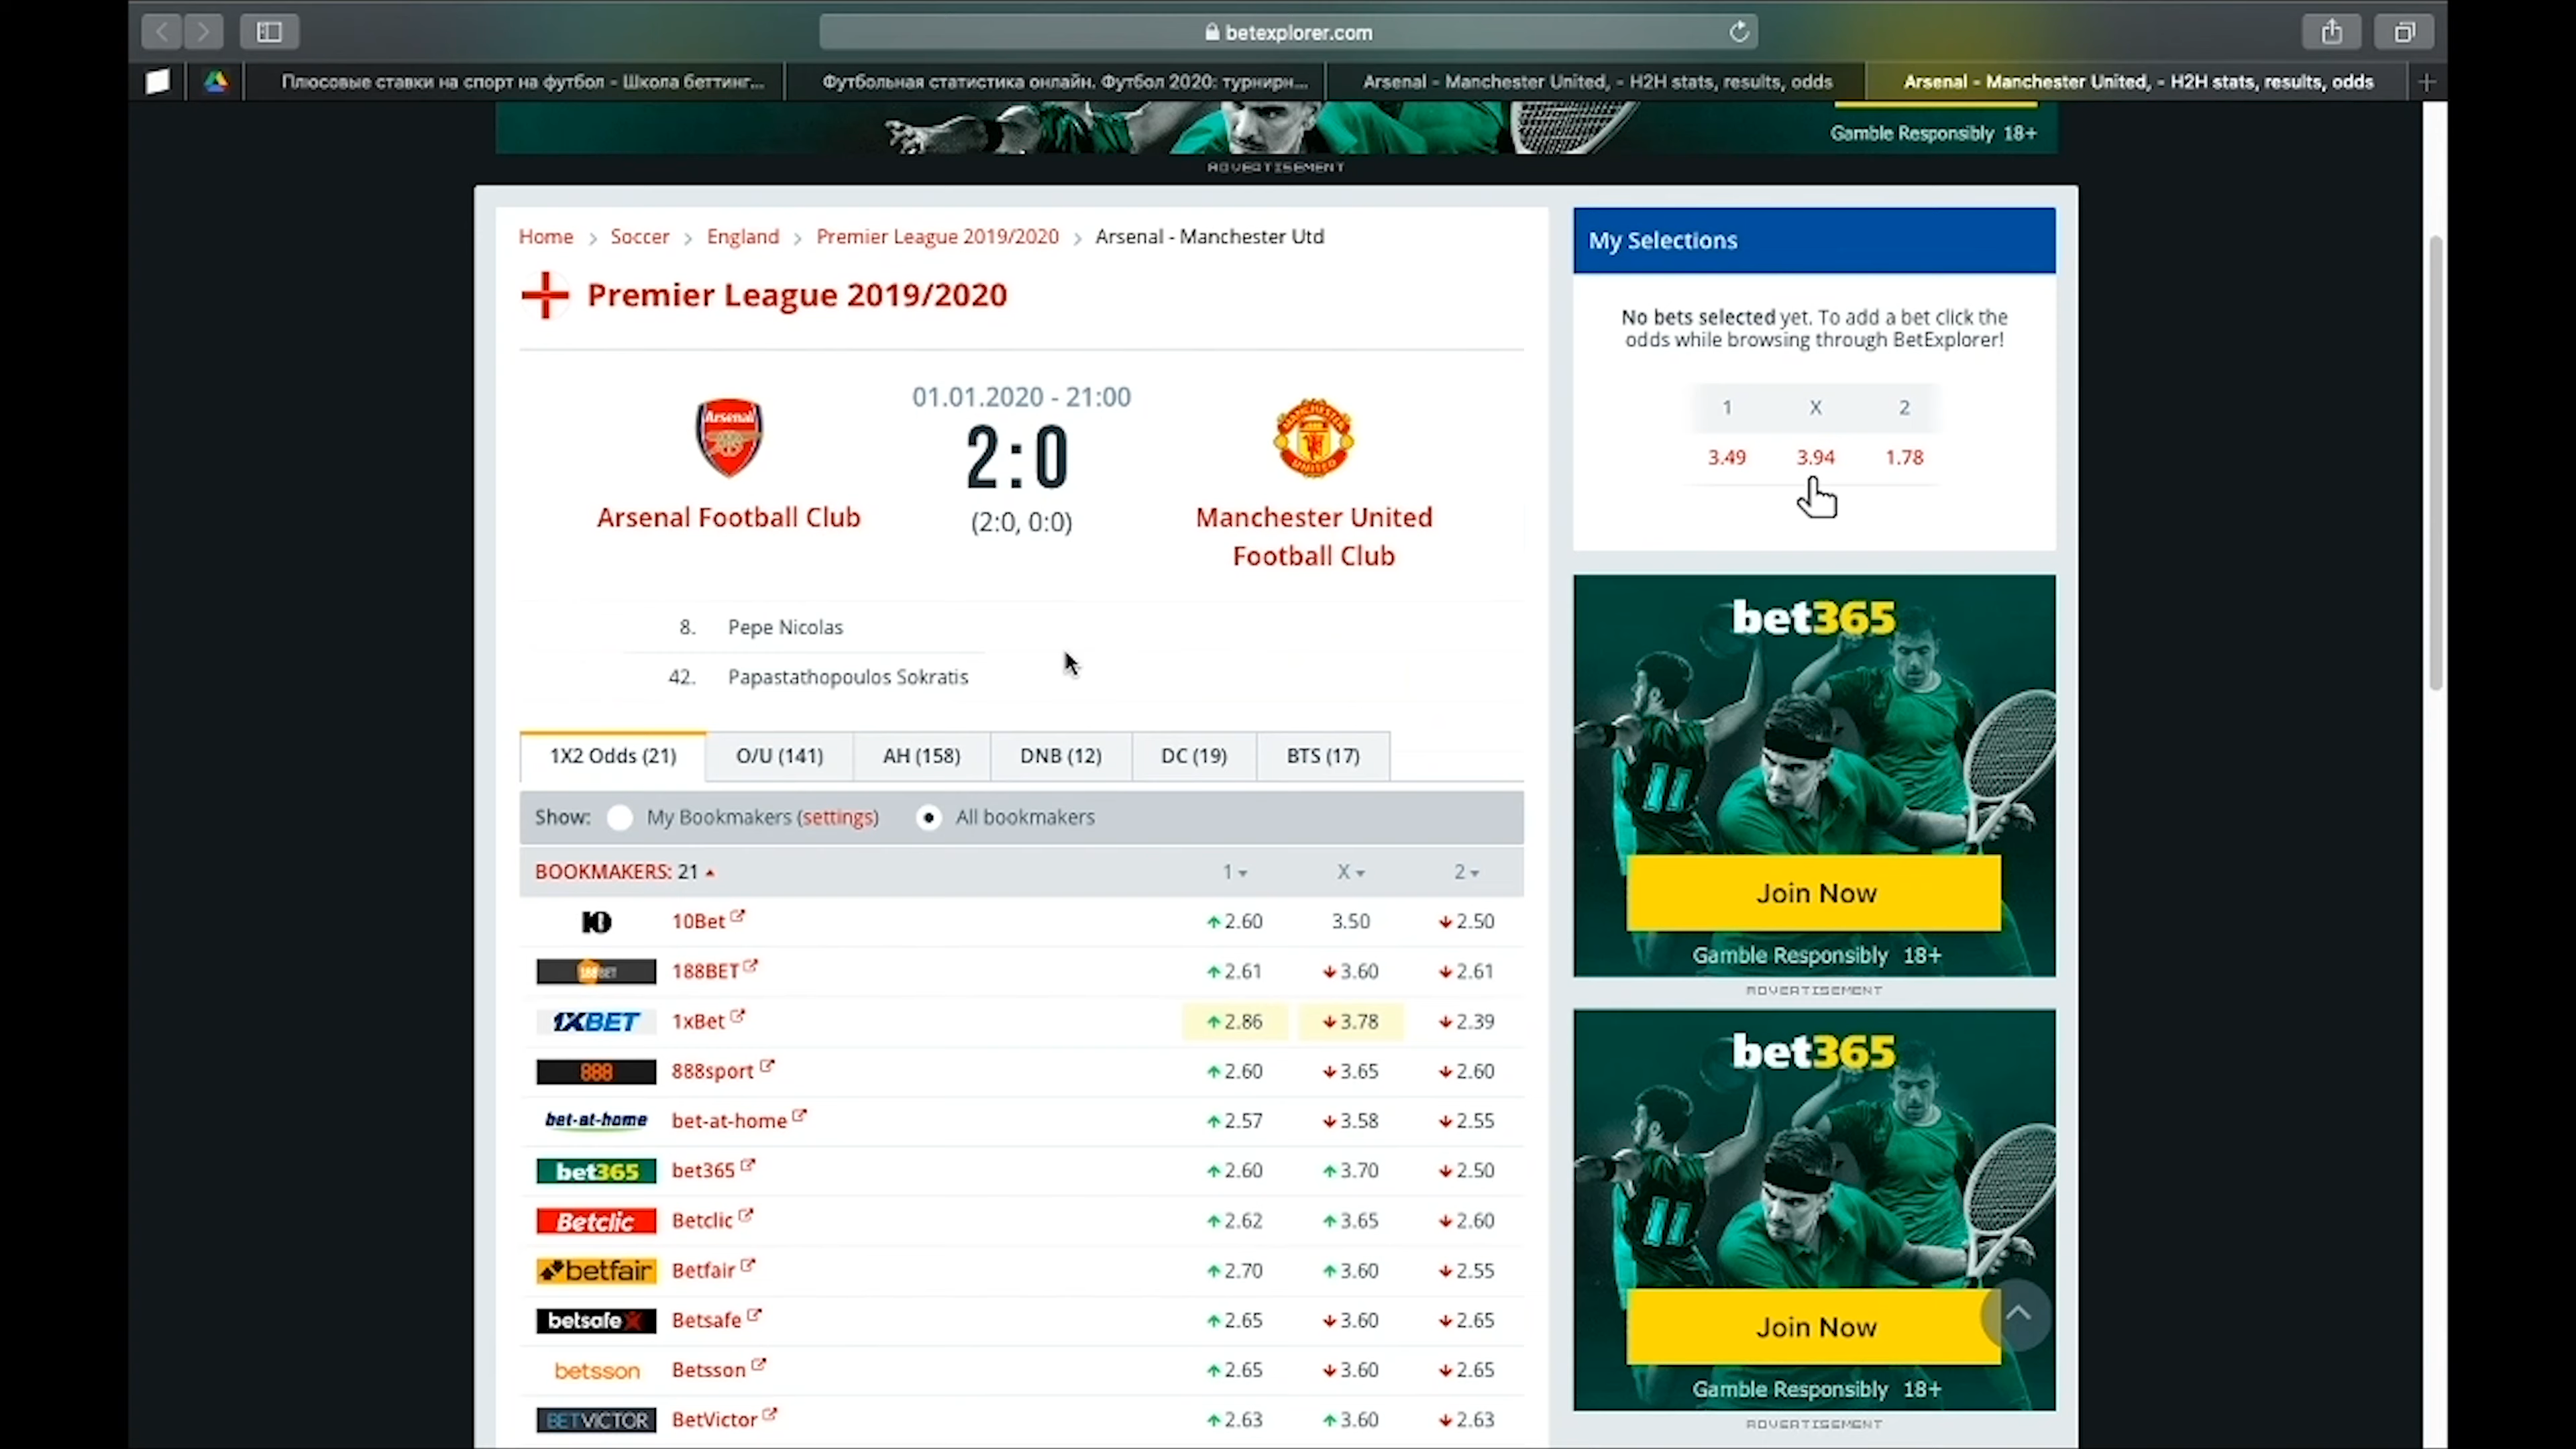 betexplorer.com
Плюсовые ставки на спорт на футбол - Школа беттинг...
Футбольная статистика онлайн. Футбол 2020: турнирн...
Arsenal - Manchester United, - H2H stats, results, odds
Arsenal - Manchester United, - H2H stats, results, odds
Gamble Responsibly 18+
ADVERTISEMENT
Home > Soccer > England > Premier League 2019/2020 > Arsenal - Manchester Utd
Premier League 2019/2020
01.01.2020 - 21:00
Arsenal
MANCHESTER
UNITED
2:0
Arsenal Football Club
(2:0, 0:0)
Manchester United
Football Club
8. Pepe Nicolas
42. Papastathopoulos Sokratis
1X2 Odds (21) O/U (141) AH (158) DNB (12) DC (19) BTS (17)
Show: My Bookmakers (settings) All bookmakers
BOOKMAKERS: 21 1 X 2
10 10Bet 2.60 3.50 2.50
188BET 188BET 2.61 3.60 2.61
1XBET 1xBet 2.86 3.78 2.39
888 888sport 2.60 3.65 2.60
bet-at-home bet-at-home 2.57 3.58 2.55
bet365 bet365 2.60 3.70 2.50
Betclic Betclic 2.62 3.65 2.60
betfair Betfair 2.70 3.60 2.55
betsafe Betsafe 2.65 3.60 2.65
betsson Betsson 2.65 3.60 2.65
BETVICTOR BetVictor 2.63 3.60 2.63
My Selections
No bets selected yet. To add a bet click the
odds while browsing through BetExplorer!
1 X 2
3.49 3.94 1.78
bet365
11
Join Now
Gamble Responsibly 18+
ADVERTISEMENT
bet365
11
Join Now
Gamble Responsibly 18+
ADVERTISEMENT